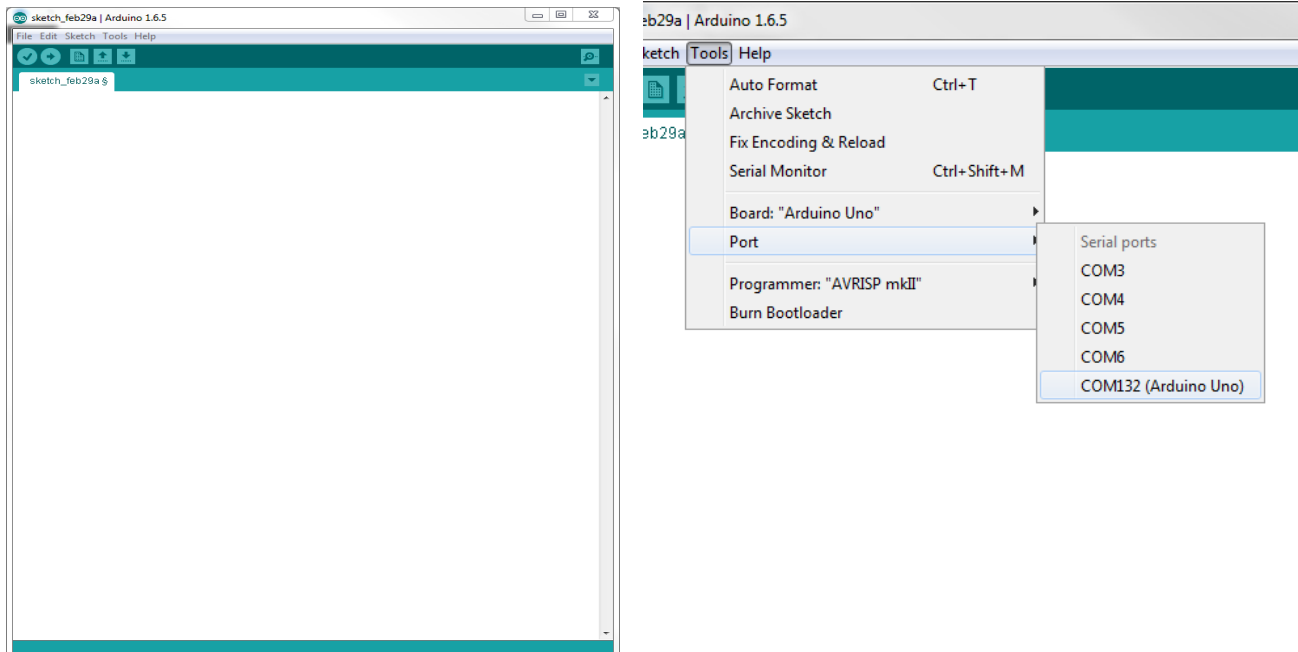 sketch_feb29a | Arduino 1.6.5
File Edit Sketch Tools Help
sketch_feb29a §
eb29a | Arduino 1.6.5
ketch Tools Help
eb29a
Auto Format Ctrl+T
Archive Sketch
Fix Encoding & Reload
Serial Monitor Ctrl+Shift+M
Board: "Arduino Uno"
Port
Programmer: "AVRISP mkII"
Burn Bootloader
Serial ports
COM3
COM4
COM5
COM6
COM132 (Arduino Uno)